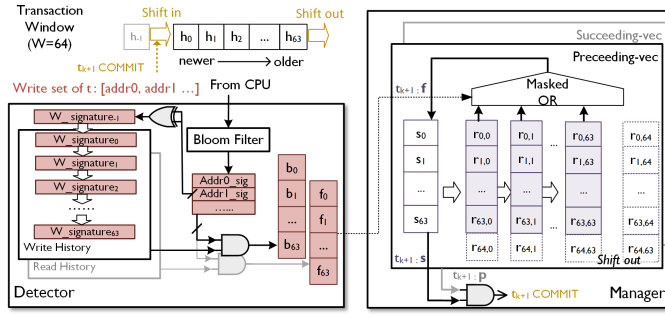 Transaction
Window
(W=64)
Shift in
Shift out
h-1
h0 h1 h2 ... h63
newer older
tk+1 COMMIT
Write set of t : [addr0, addr1 ...]
From CPU
W_signature-1
W_signature0
W_signature1
W_signature2
......
W_signature63
Write History
Read History
Bloom Filter
Addr0_sig
Addr1_sig
......
b0
b1
...
b63
f0
f1
...
f63
Detector
Succeeding-vec
Preceeding-vec
tk+1 : f
Masked
OR
s0 r0,0 r0,1 r0,63 r0,64
s1 r1,0 r1,1 r1,63 r1,64
... ... ... ... ... ...
s63 r63,0 r63,1 r63,63 r63,64
r64,0 r64,1 r64,63 r64,63
tk+1 : s
Shift out
tk+1 : p
tk+1 COMMIT
Manager